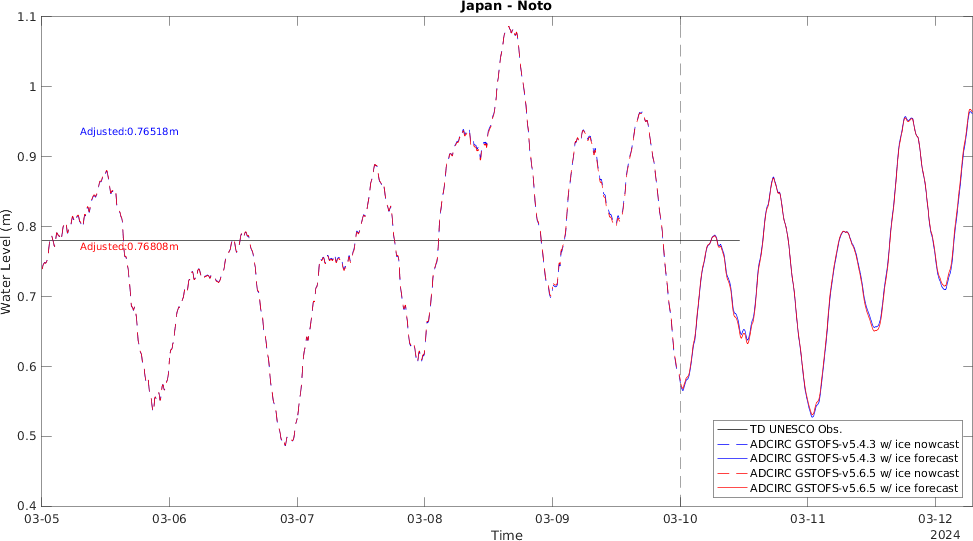 Japan - Noto
1.1
1
0.9
0.8
0.7
0.6
0.5
0.4
Water Level (m)
Adjusted:0.76518m
Adjusted:0.76808m
TD UNESCO Obs.
ADCIRC GSTOFS-v5.4.3 w/ ice nowcast
ADCIRC GSTOFS-v5.4.3 w/ ice forecast
ADCIRC GSTOFS-v5.6.5 w/ ice nowcast
ADCIRC GSTOFS-v5.6.5 w/ ice forecast
03-05 03-06 03-07 03-08 03-09 03-10 03-11 03-12
Time
2024